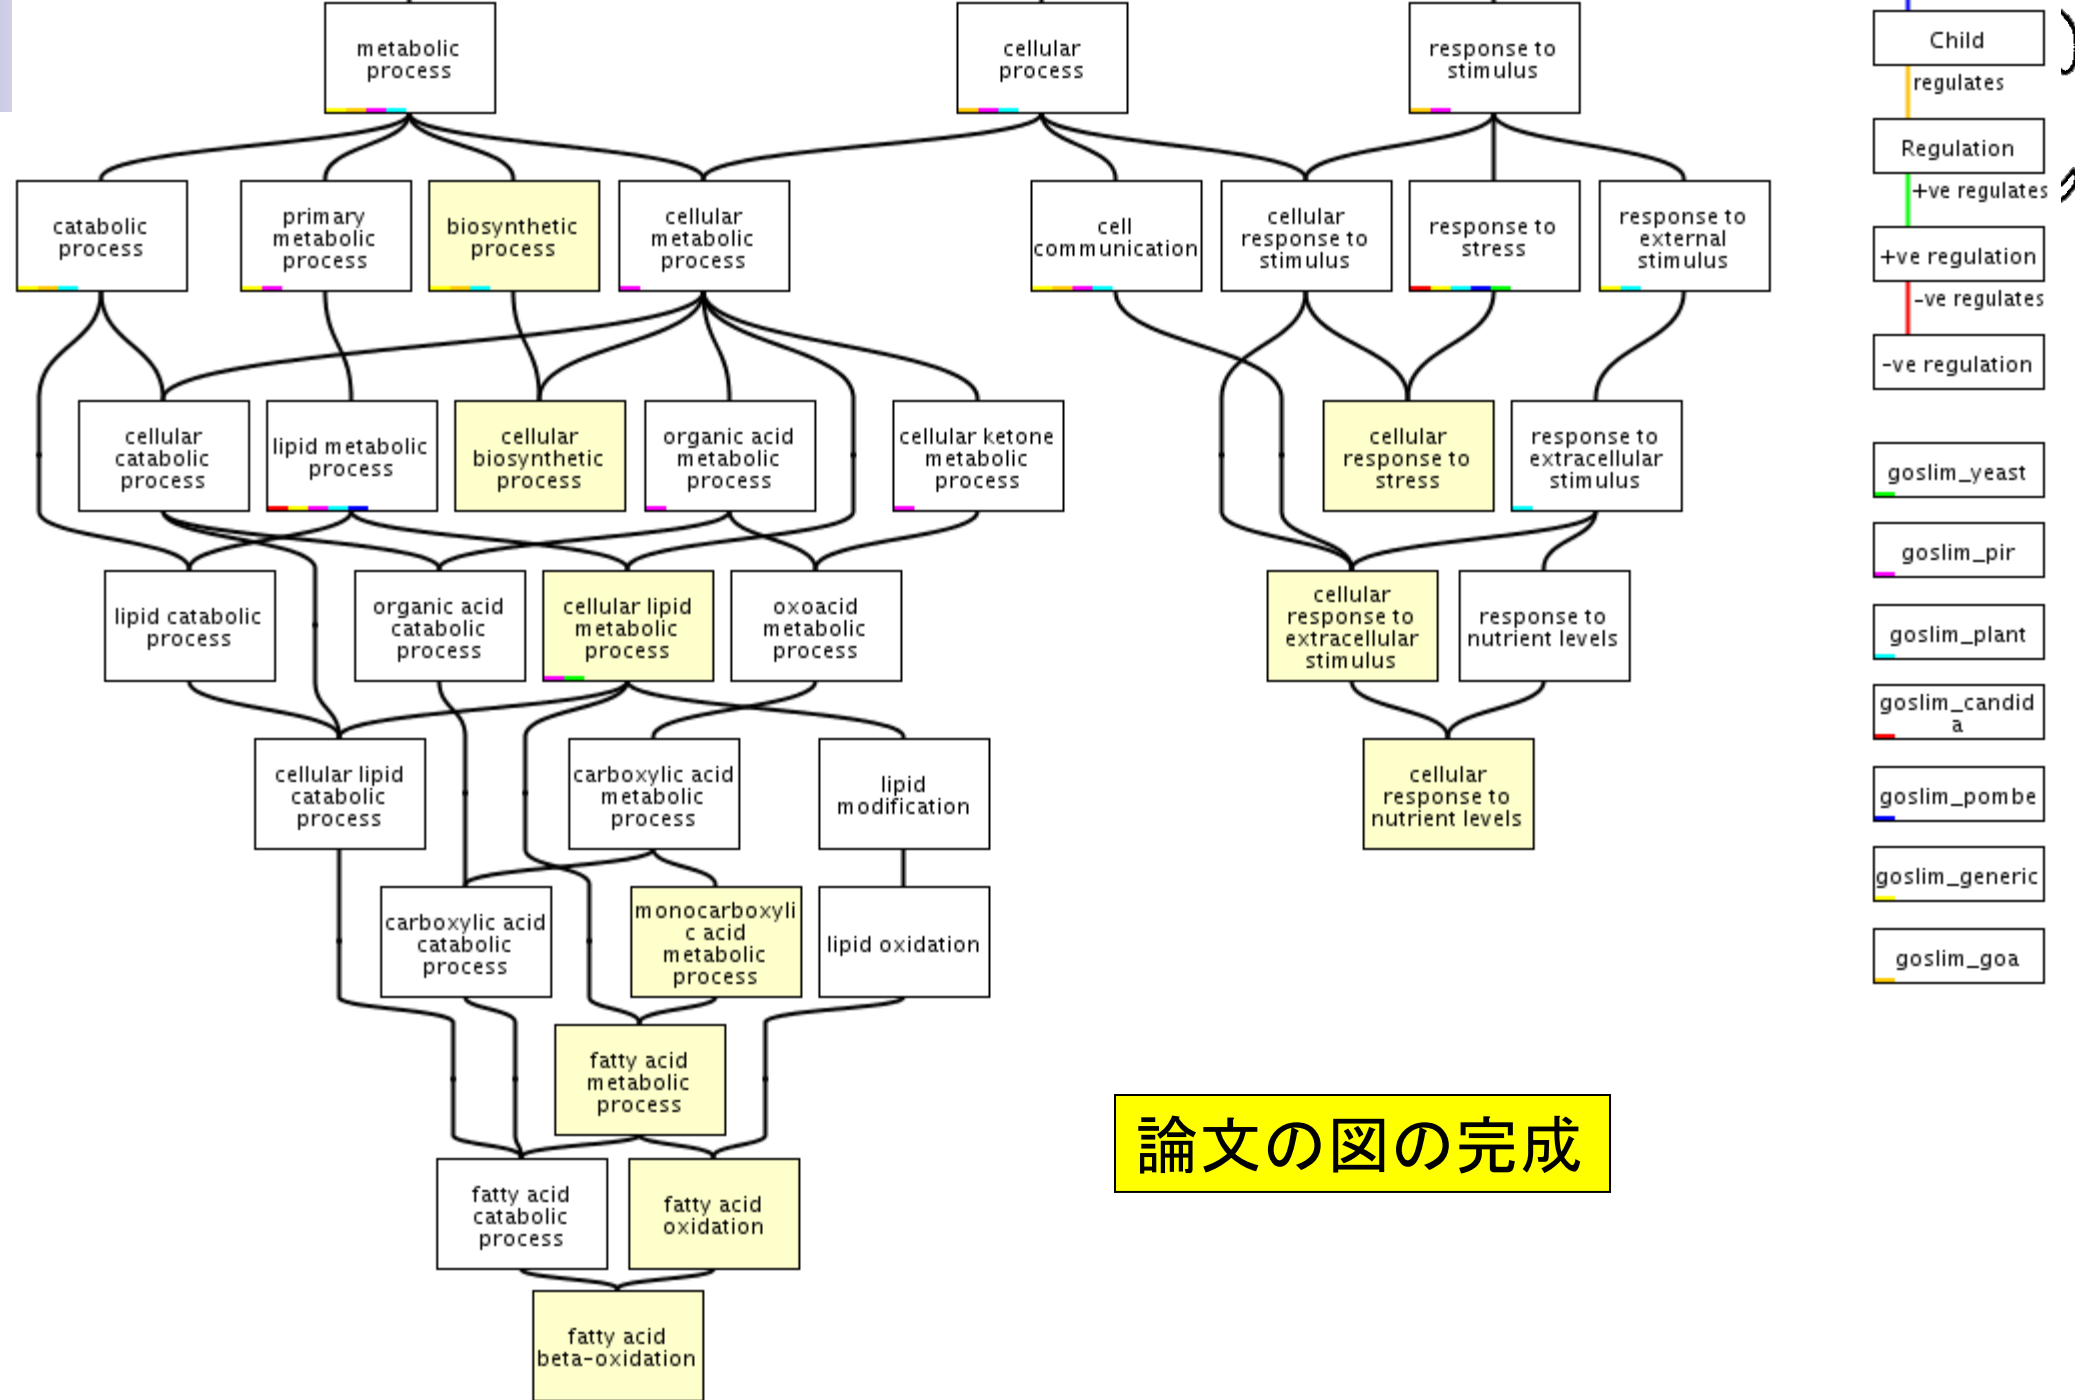 metabolic
process
cellular
process
response to
stimulus
catabolic
process
primary
metabolic
process
biosynthetic
process
cellular
metabolic
process
cell
communication
cellular
response to
stimulus
response to
stress
response to
external
stimulus
cellular
catabolic
process
lipid metabolic
process
cellular
biosynthetic
process
organic acid
metabolic
process
cellular ketone
metabolic
process
cellular
response to
stress
response to
extracellular
stimulus
lipid catabolic
process
organic acid
catabolic
process
cellular lipid
metabolic
process
oxoacid
metabolic
process
cellular
response to
extracellular
stimulus
response to
nutrient levels
cellular lipid
catabolic
process
carboxylic acid
metabolic
process
lipid
modification
cellular
response to
nutrient levels
carboxylic acid
catabolic
process
monocarboxyli
c acid
metabolic
process
lipid oxidation
fatty acid
metabolic
process
fatty acid
catabolic
process
fatty acid
oxidation
fatty acid
beta-oxidation
論文の図の完成
Child
regulates
Regulation
+ve regulates
+ve regulation
-ve regulates
-ve regulation
goslim_yeast
goslim_pir
goslim_plant
goslim_candid
a
goslim_pombe
goslim_generic
goslim_goa